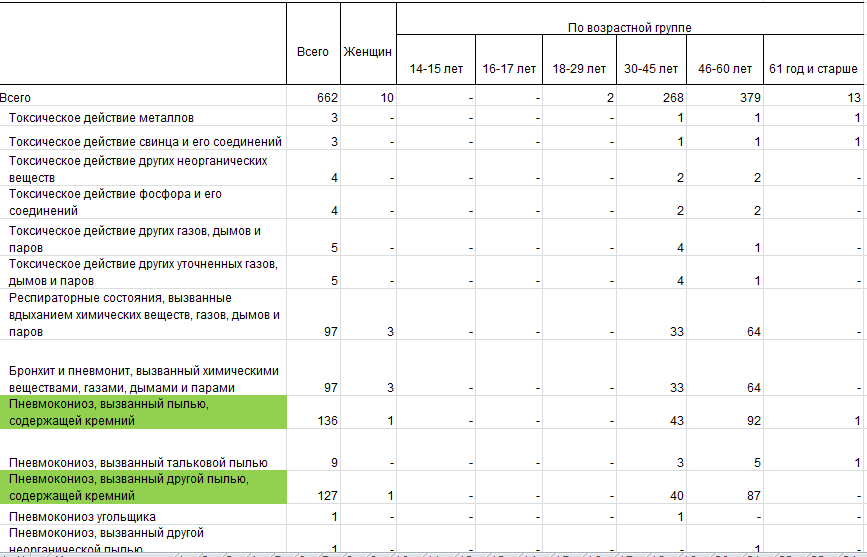 По возрастной группе
Всего Женщин
14-15 лет 16-17 лет 18-29 лет 30-45 лет 46-60 лет 61 год и старше
Всего 662 10 - - 2 268 379 13
Токсическое действие металлов 3 - - - - 1 1 1
Токсическое действие свинца и его соединений 3 - - - - 1 1 1
Токсическое действие других неорганических
веществ 4 - - - - 2 2 -
Токсическое действие фосфора и его
соединений 4 - - - - 2 2 -
Токсическое действие других газов, дымов и
паров 5 - - - - 4 1 -
Токсическое действие других уточненных газов,
дымов и паров 5 - - - - 4 1 -
Респираторные состояния, вызванные
вдыханием химических веществ, газов, дымов и
паров 97 3 - - - 33 64 -
Бронхит и пневмонит, вызванный химическими
веществами, газами, дымами и парами 97 3 - - - 33 64 -
Пневмокониоз, вызванный пылью,
содержащей кремний 136 1 - - - 43 92 1
Пневмокониоз, вызванный тальковой пылью 9 - - - - 3 5 1
Пневмокониоз, вызванный другой пылью,
содержащей кремний 127 1 - - - 40 87 -
Пневмокониоз угольщика 1 - - - - 1 - -
Пневмокониоз, вызванный другой
неорганической пылью 1 - - - - - 1 -